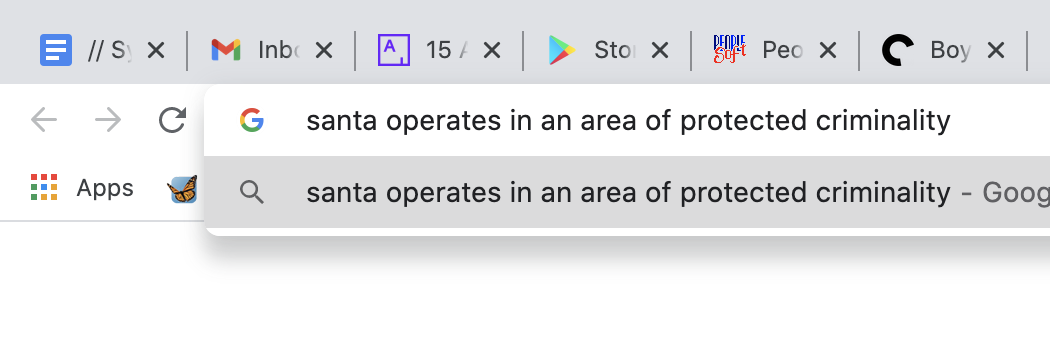 // Sy Inbo A 15 Stor PEOPLE Soft Peo Boy
santa operates in an area of protected criminality
Apps santa operates in an area of protected criminality - Goog